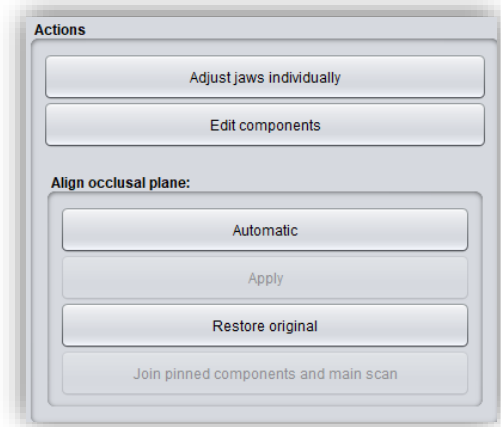 Actions
Adjust jaws individually
Edit components
Align occlusal plane:
Automatic
Apply
Restore original
Join pinned components and main scan